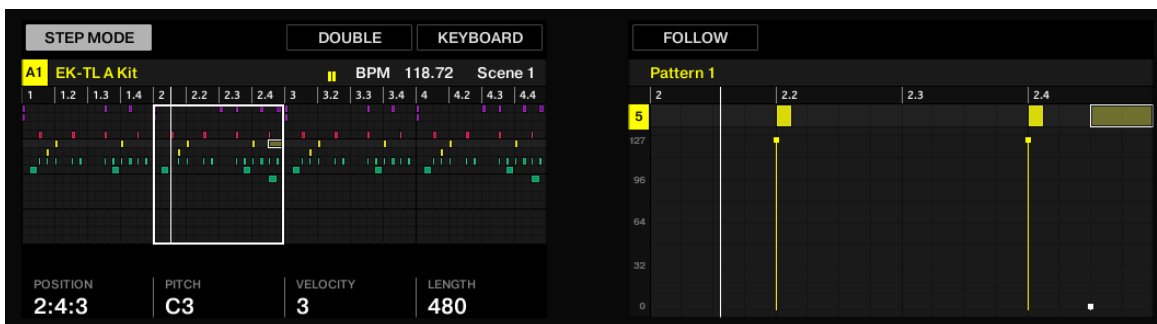 STEP MODE DOUBLE KEYBOARD FOLLOW
A1 EK-TL A Kit BPM 118.72 Scene 1 Pattern 1
1 1.2 1.3 1.4 2 2.2 2.3 2.4 3 3.2 3.3 3.4 4 4.2 4.3 4.4
2 2.2 2.3 2.4
5
127
96
64
32
0
POSITION PITCH VELOCITY LENGTH
2:4:3 C3 3 480